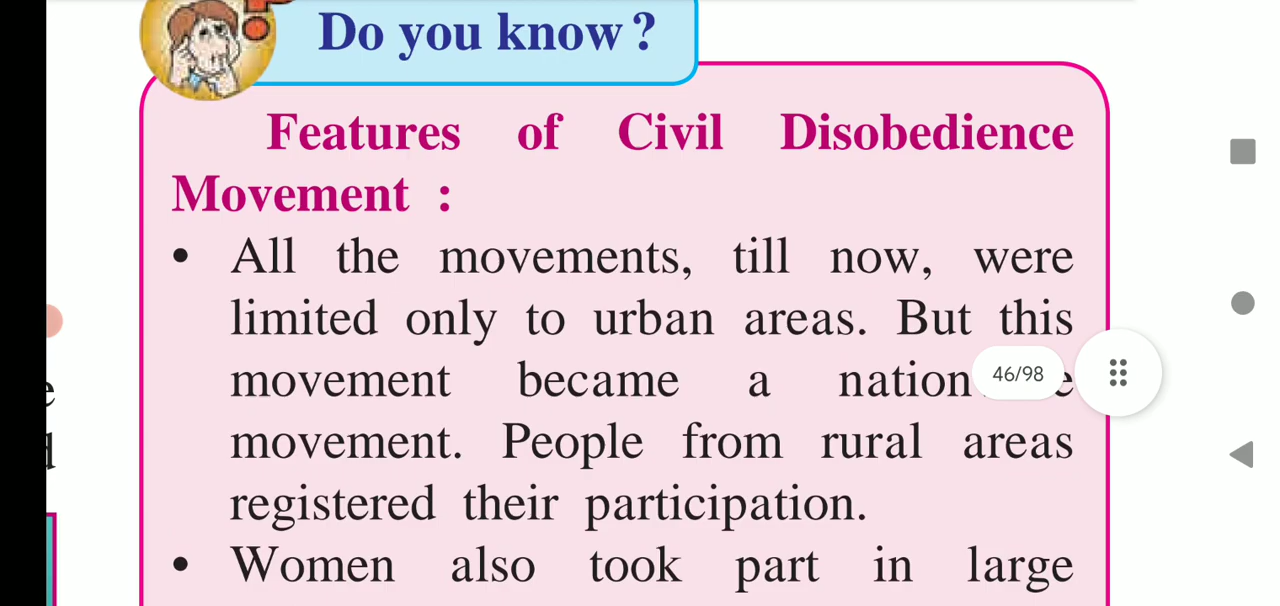 Do you know ?
Features of Civil Disobedience
Movement :
• All the movements, till now, were
limited only to urban areas. But this
movement became a
46/98
movement. People from rural areas
registered their participation.
• Women also took part in large